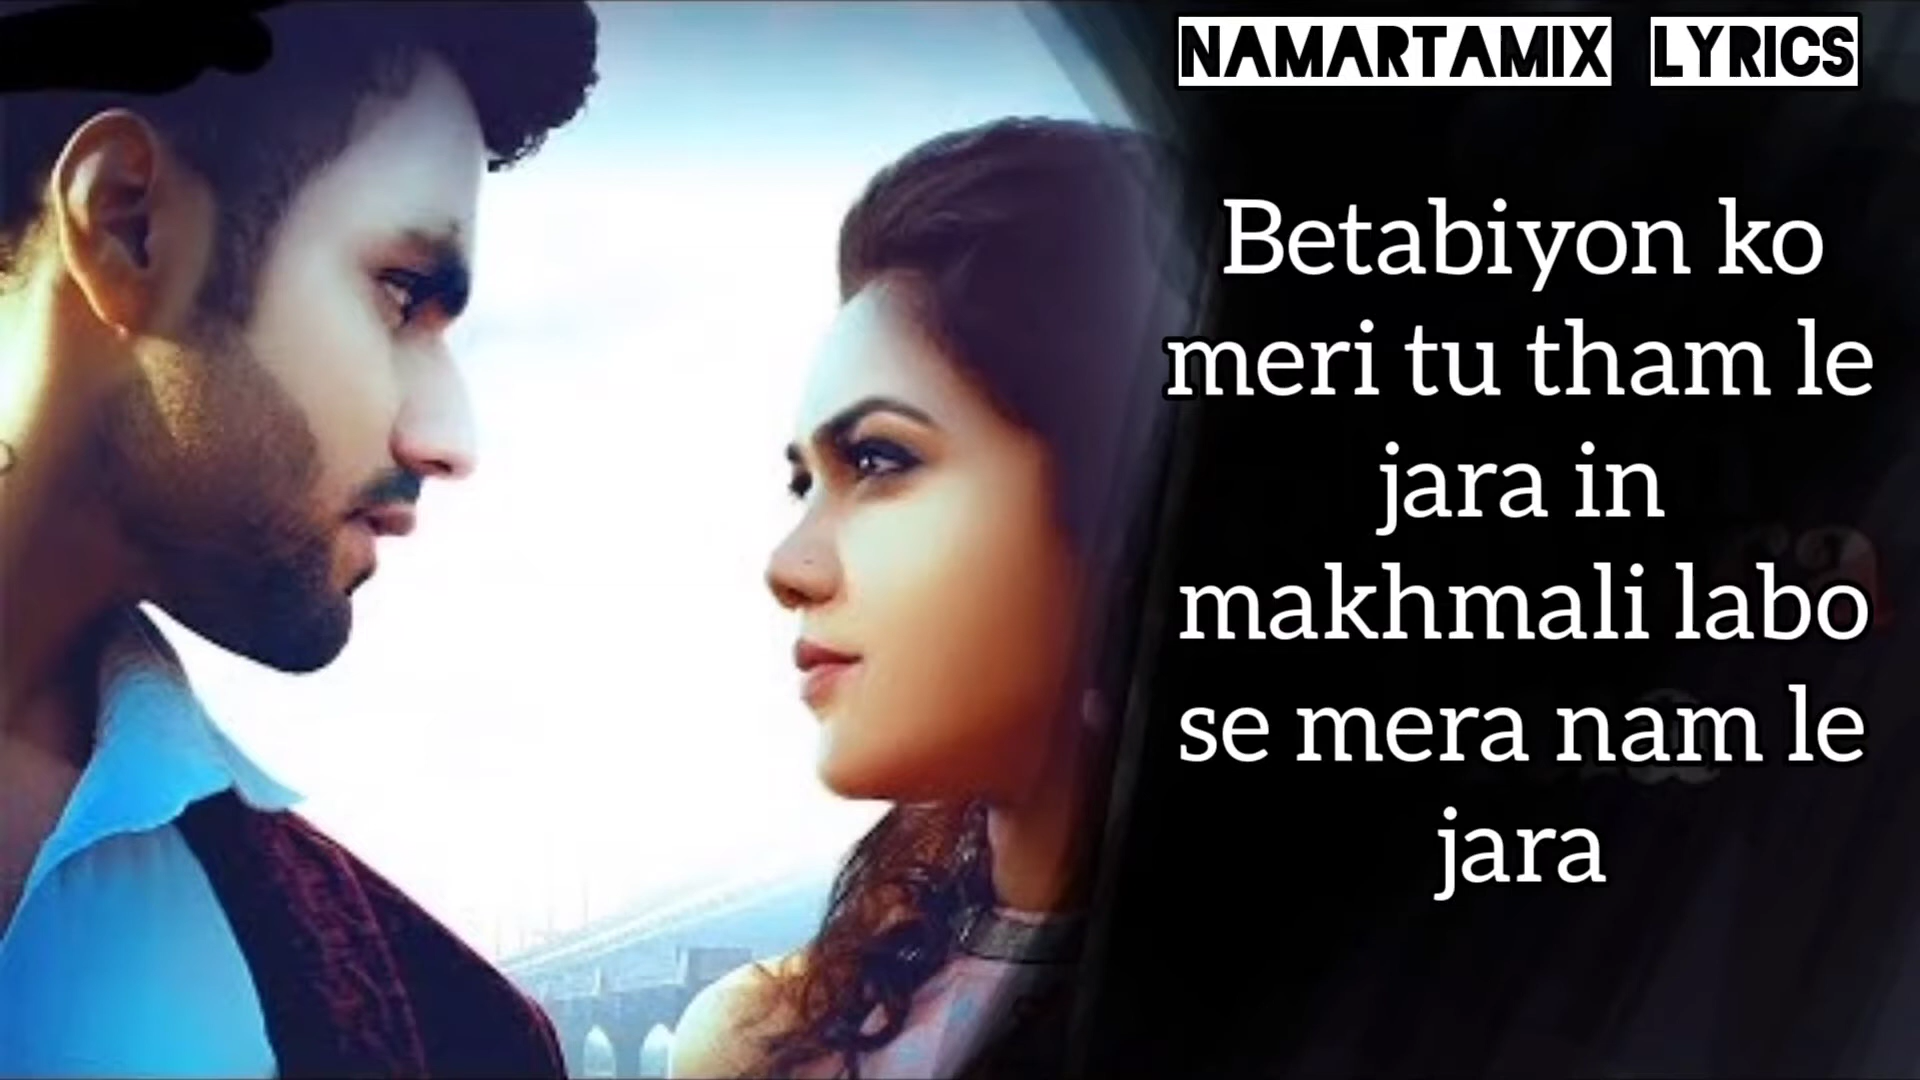 NAMARTAMIX LYRICS
Betabiyon ko
meri tu tham le
jara in
makhmali labo
se mera nam le
jara